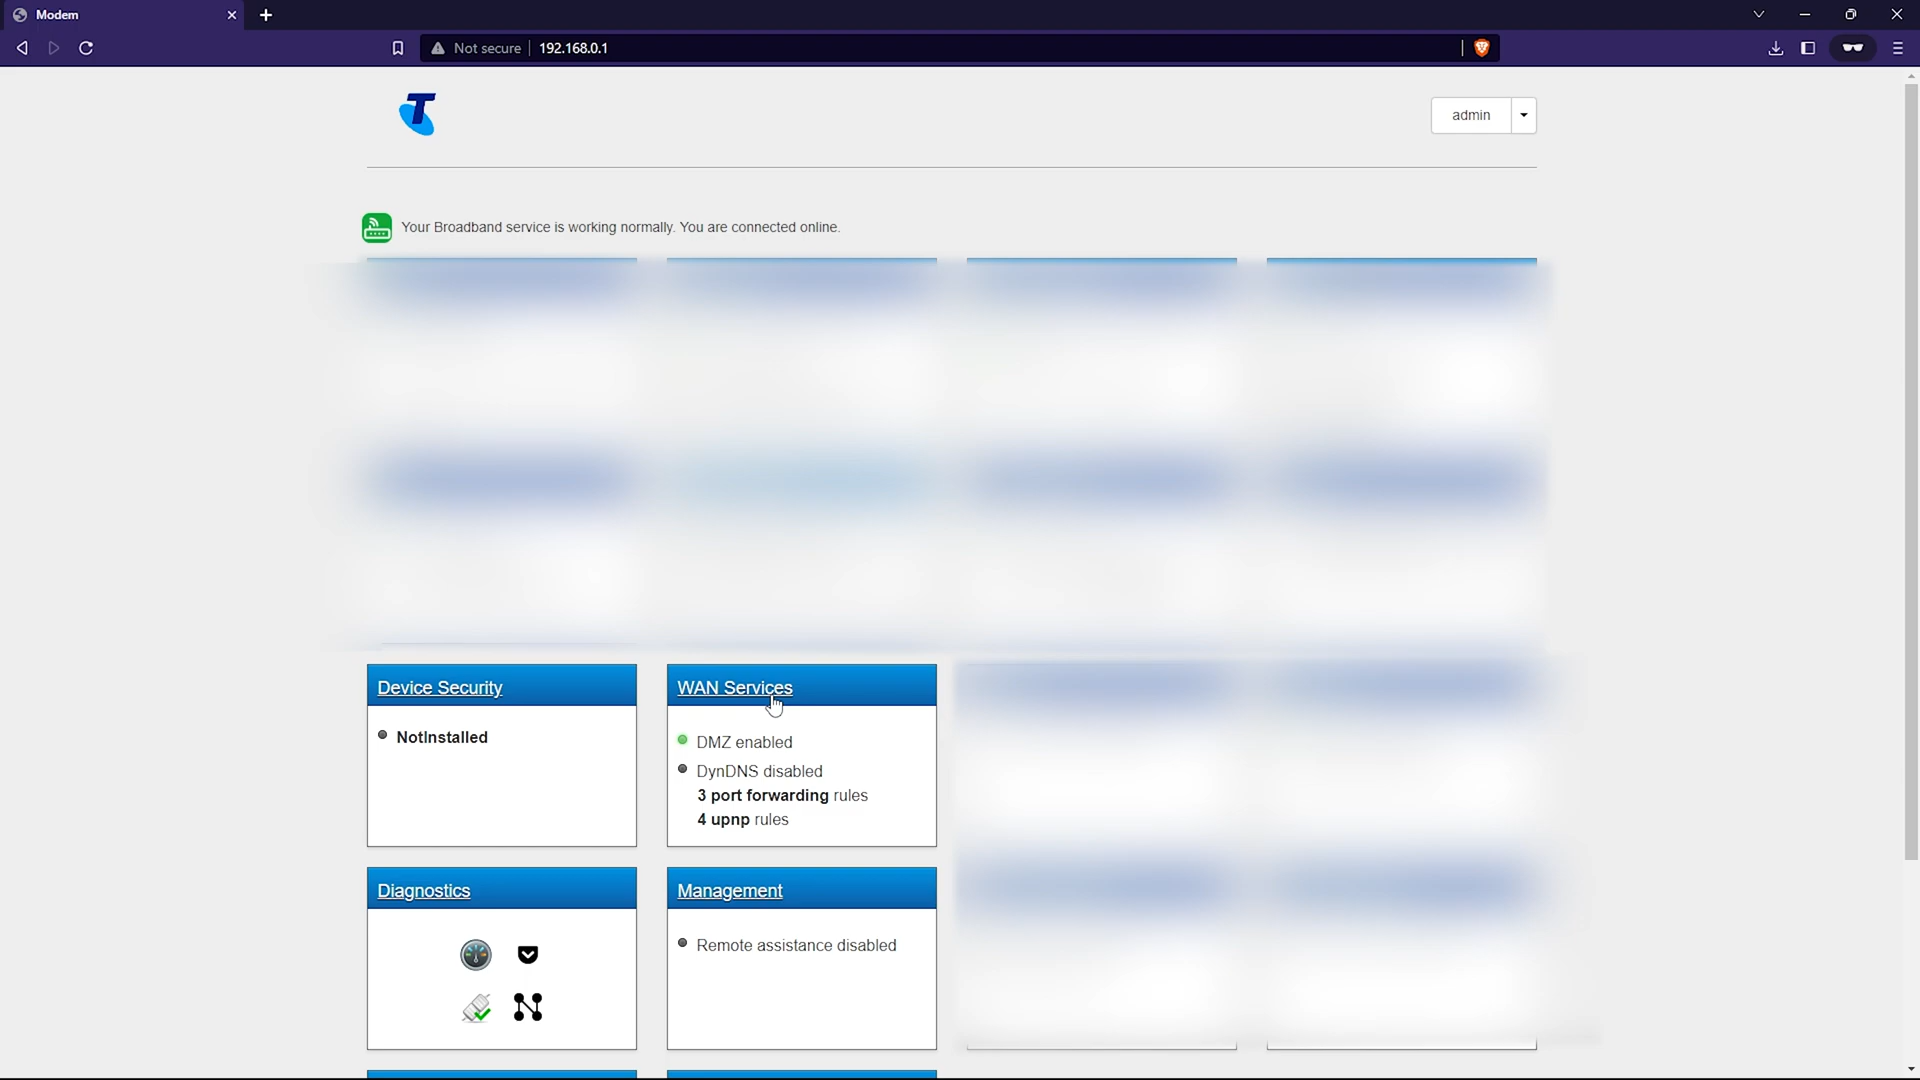 Modem
Not secure
192.168.0.1
T
admin
Your Broadband service is working normally. You are connected online.
Device Security
NotInstalled
WAN Services
DMZ enabled
DynDNS disabled
3 port forwarding rules
4 upnp rules
Diagnostics
Management
Remote assistance disabled